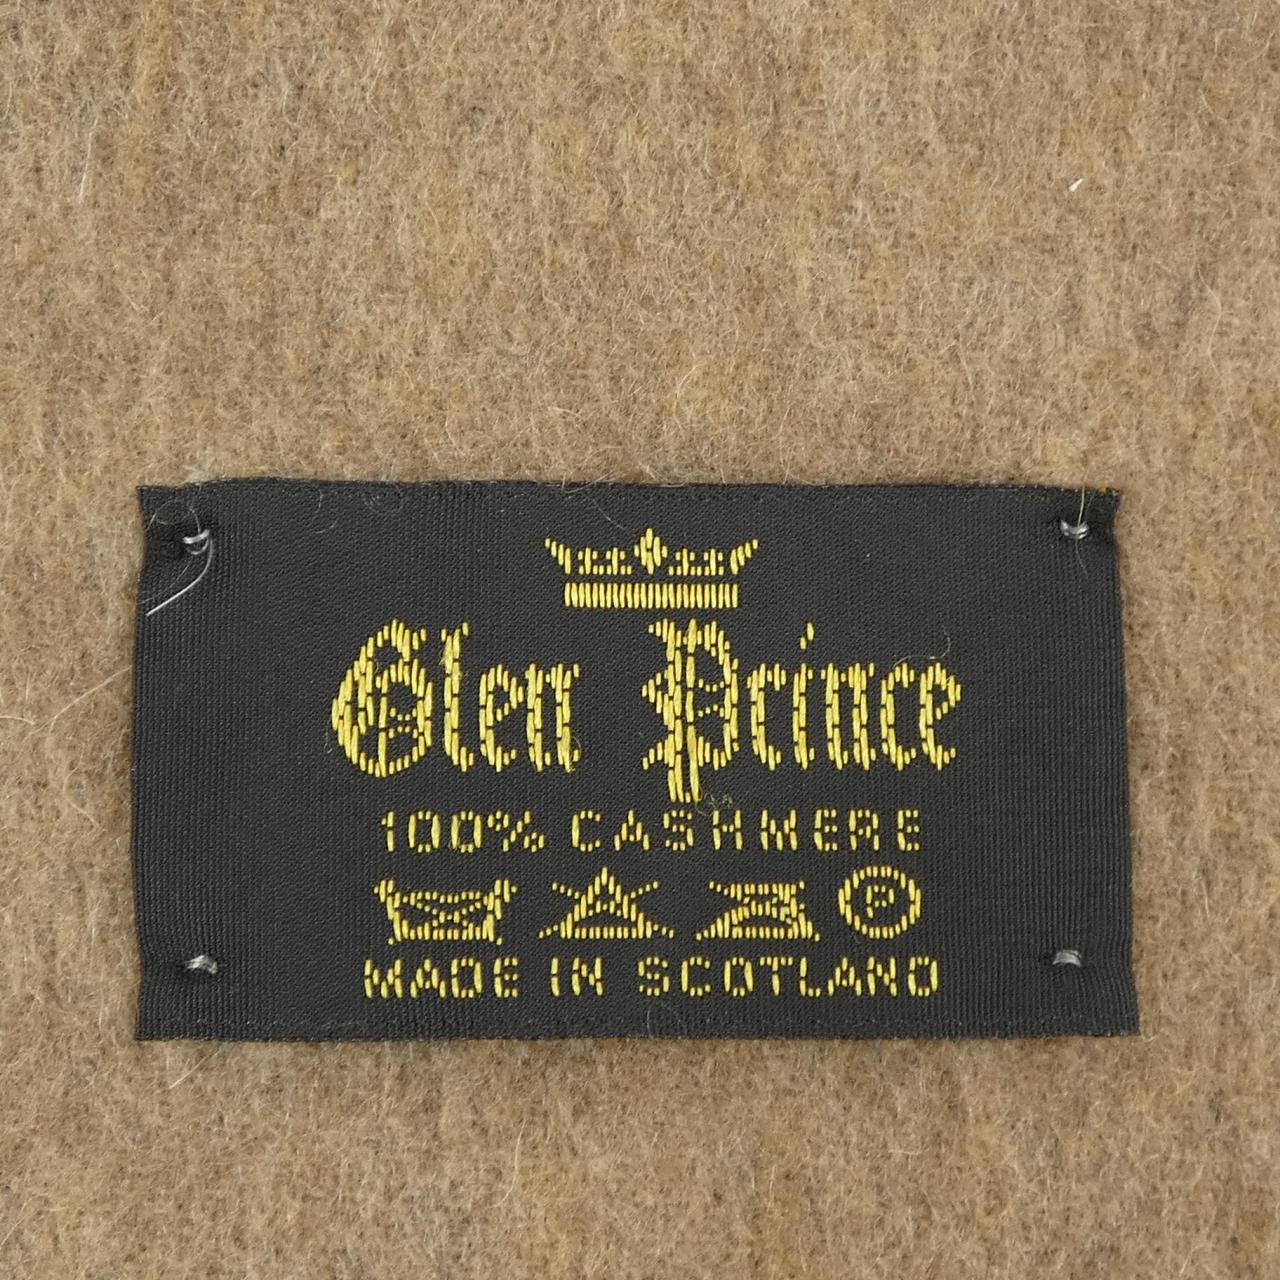 Glen Prince
100% CASHMERE
P
MADE IN SCOTLAND